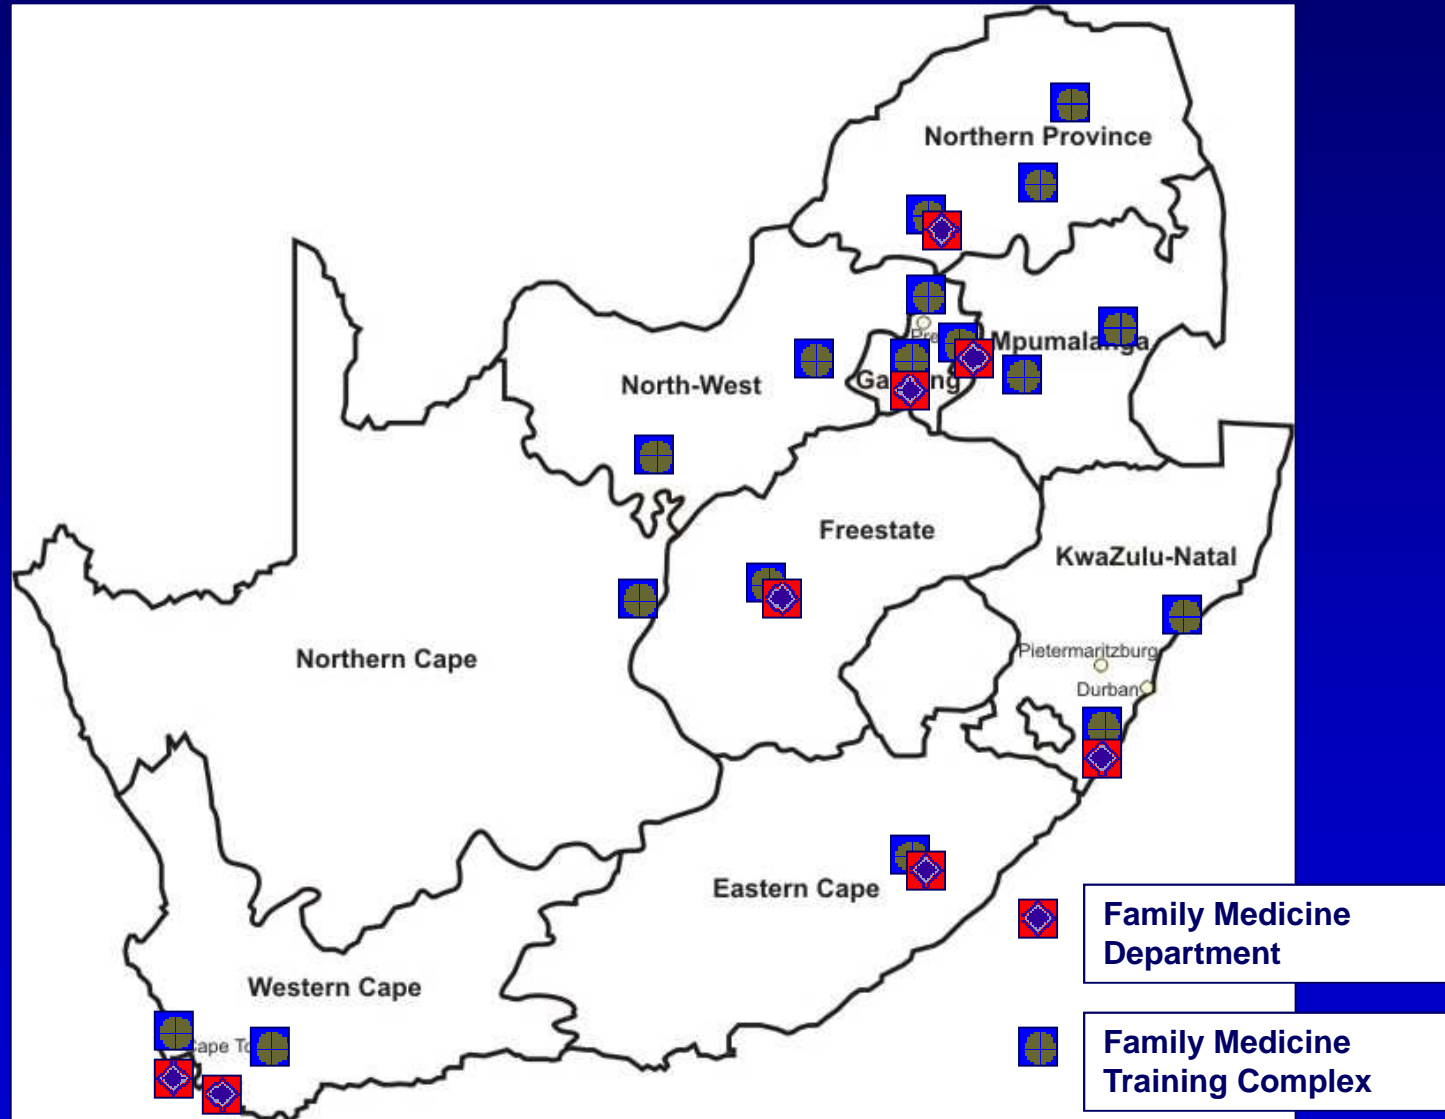 Northern Province
Mpumalanga
North-West
Freestate
KwaZulu-Natal
Northern Cape
Pietermaritzburg
Durban
Eastern Cape
Family Medicine
Department
Western Cape
Cape
Family Medicine
Training Complex